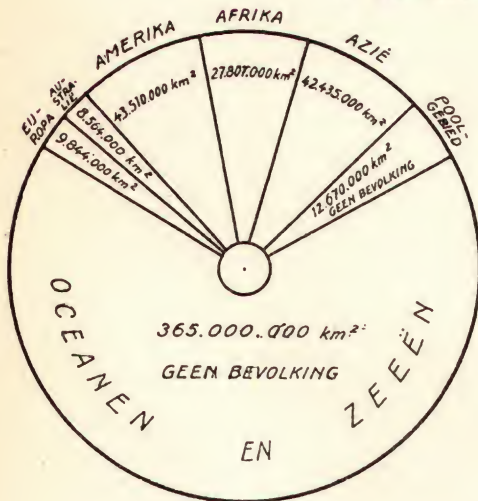 EU-
ROPA
AU-
STRA-
LIË
AMERIKA
AFRIKA
AZIË
POOL-
GEBIED
9.844.000 km²
8.564.000 km²
43.510.000 km²
27.807.000 km²
42.435.000 km²
12.670.000 km²
GEEN BEVOLKING
OCEANEN
EN
ZEEËN
365.000.000 km²
GEEN BEVOLKING